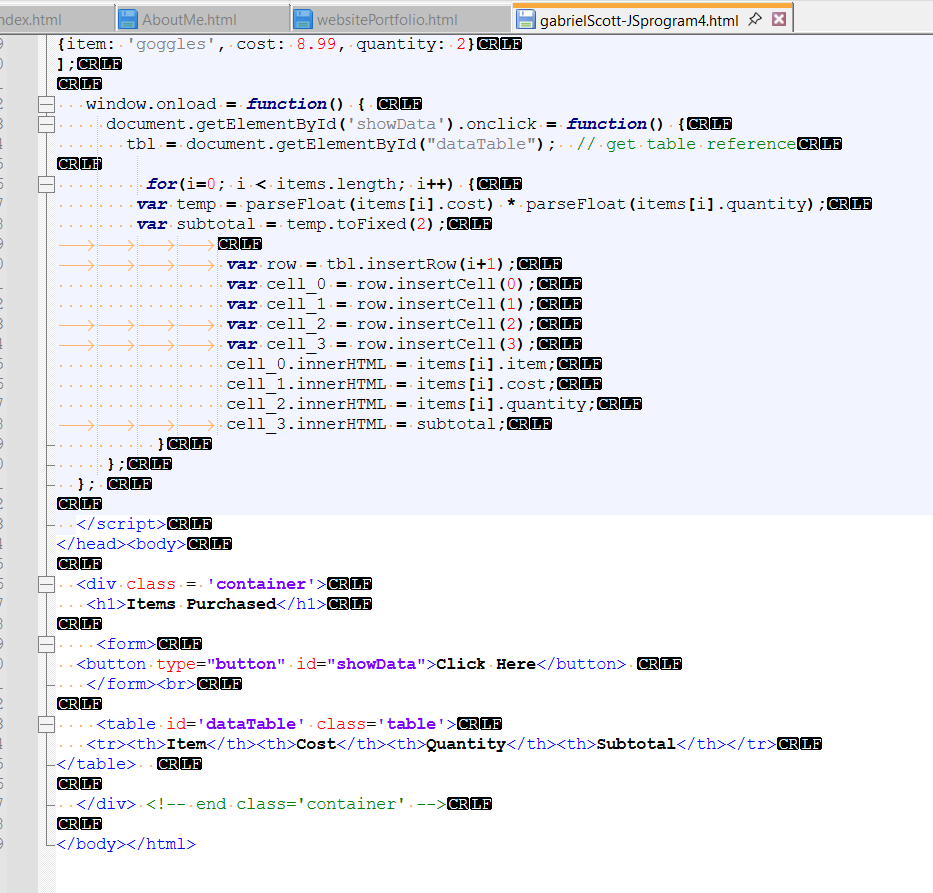 ndex.html AboutMe.html websitePortfolio.html gabrielScott-JSprogram4.html
{item: 'goggles', cost: 8.99, quantity: 2}CRLF
];CRLF
CRLF
window.onload = function() { CRLF
document.getElementById('showData').onclick = function() {CRLF
tbl = document.getElementById("dataTable"); // get table referenceCRLF
CRLF
for(i=0; i < items.length; i++) {CRLF
var temp = parseFloat(items[i].cost) * parseFloat(items[i].quantity);CRLF
var subtotal = temp.toFixed(2);CRLF
CRLF
var row = tbl.insertRow(i+1);CRLF
var cell_0 = row.insertCell(0);CRLF
var cell_1 = row.insertCell(1);CRLF
var cell_2 = row.insertCell(2);CRLF
var cell_3 = row.insertCell(3);CRLF
cell_0.innerHTML = items[i].item;CRLF
cell_1.innerHTML = items[i].cost;CRLF
cell_2.innerHTML = items[i].quantity;CRLF
cell_3.innerHTML = subtotal;CRLF
}CRLF
};CRLF
}; CRLF
CRLF
</script>CRLF
</head><body>CRLF
CRLF
<div class = 'container'>CRLF
<h1>Items Purchased</h1>CRLF
CRLF
<form>CRLF
<button type="button" id="showData">Click Here</button> CRLF
</form><br>CRLF
CRLF
<table id='dataTable' class='table'>CRLF
<tr><th>Item</th><th>Cost</th><th>Quantity</th><th>Subtotal</th></tr>CRLF
</table> CRLF
CRLF
</div> <!-- end class='container' -->CRLF
CRLF
</body></html>